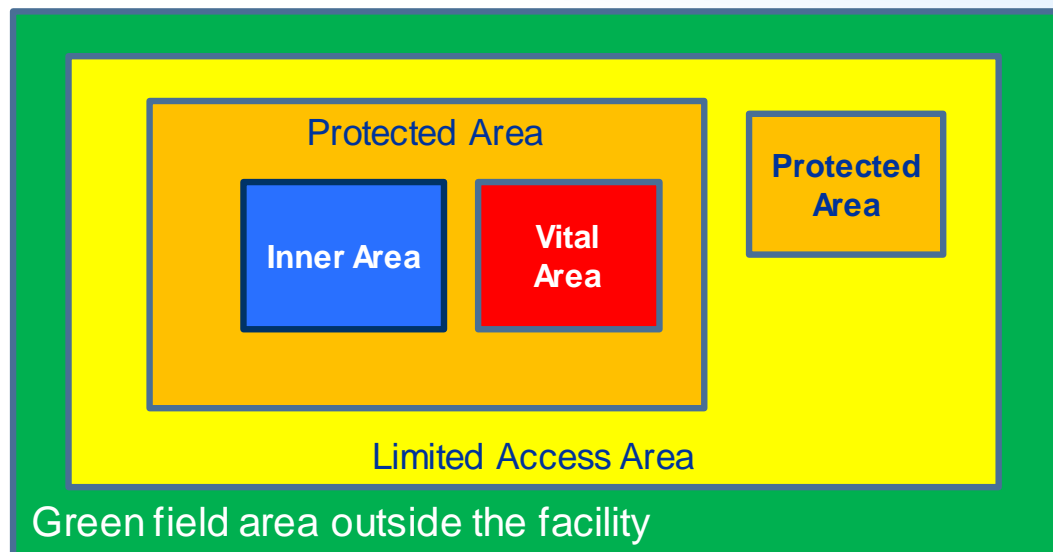 Protected Area
Protected
Area
Inner Area
Vital
Area
Limited Access Area
Green field area outside the facility